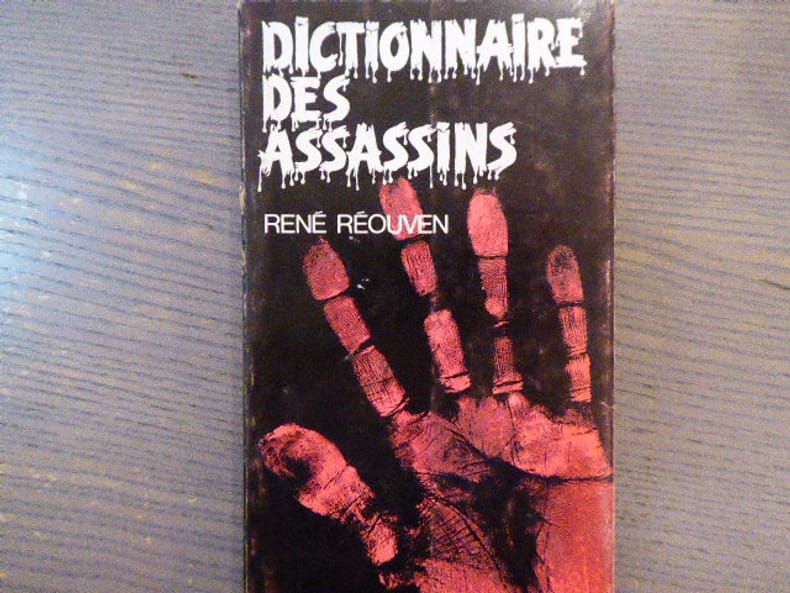 DICTIONNAIRE
DES
ASSASSINS
RENÉ RÉOUVEN